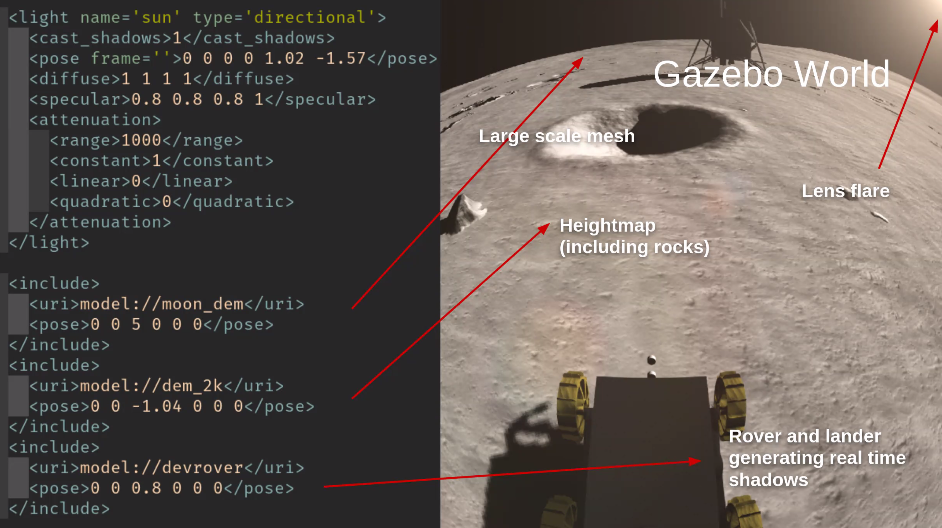 <light name='sun' type='directional'>
<cast_shadows>1</cast_shadows>
<pose frame=''>0 0 0 0 1.02 -1.57</pose>
<diffuse>1 1 1 1</diffuse>
<specular>0.8 0.8 0.8 1</specular>
<attenuation>
<range>1000</range>
<constant>1</constant>
<linear>0</linear>
<quadratic>0</quadratic>
</attenuation>
</light>
<include>
<uri>model://moon_dem</uri>
<pose>0 0 5 0 0 0</pose>
</include>
<include>
<uri>model://dem_2k</uri>
<pose>0 0 -1.04 0 0 0</pose>
</include>
<include>
<uri>model://devrover</uri>
<pose>0 0 0.8 0 0 0</pose>
</include>
Gazebo World
Large scale mesh
Lens flare
Heightmap
(including rocks)
Rover and lander
generating real time
shadows